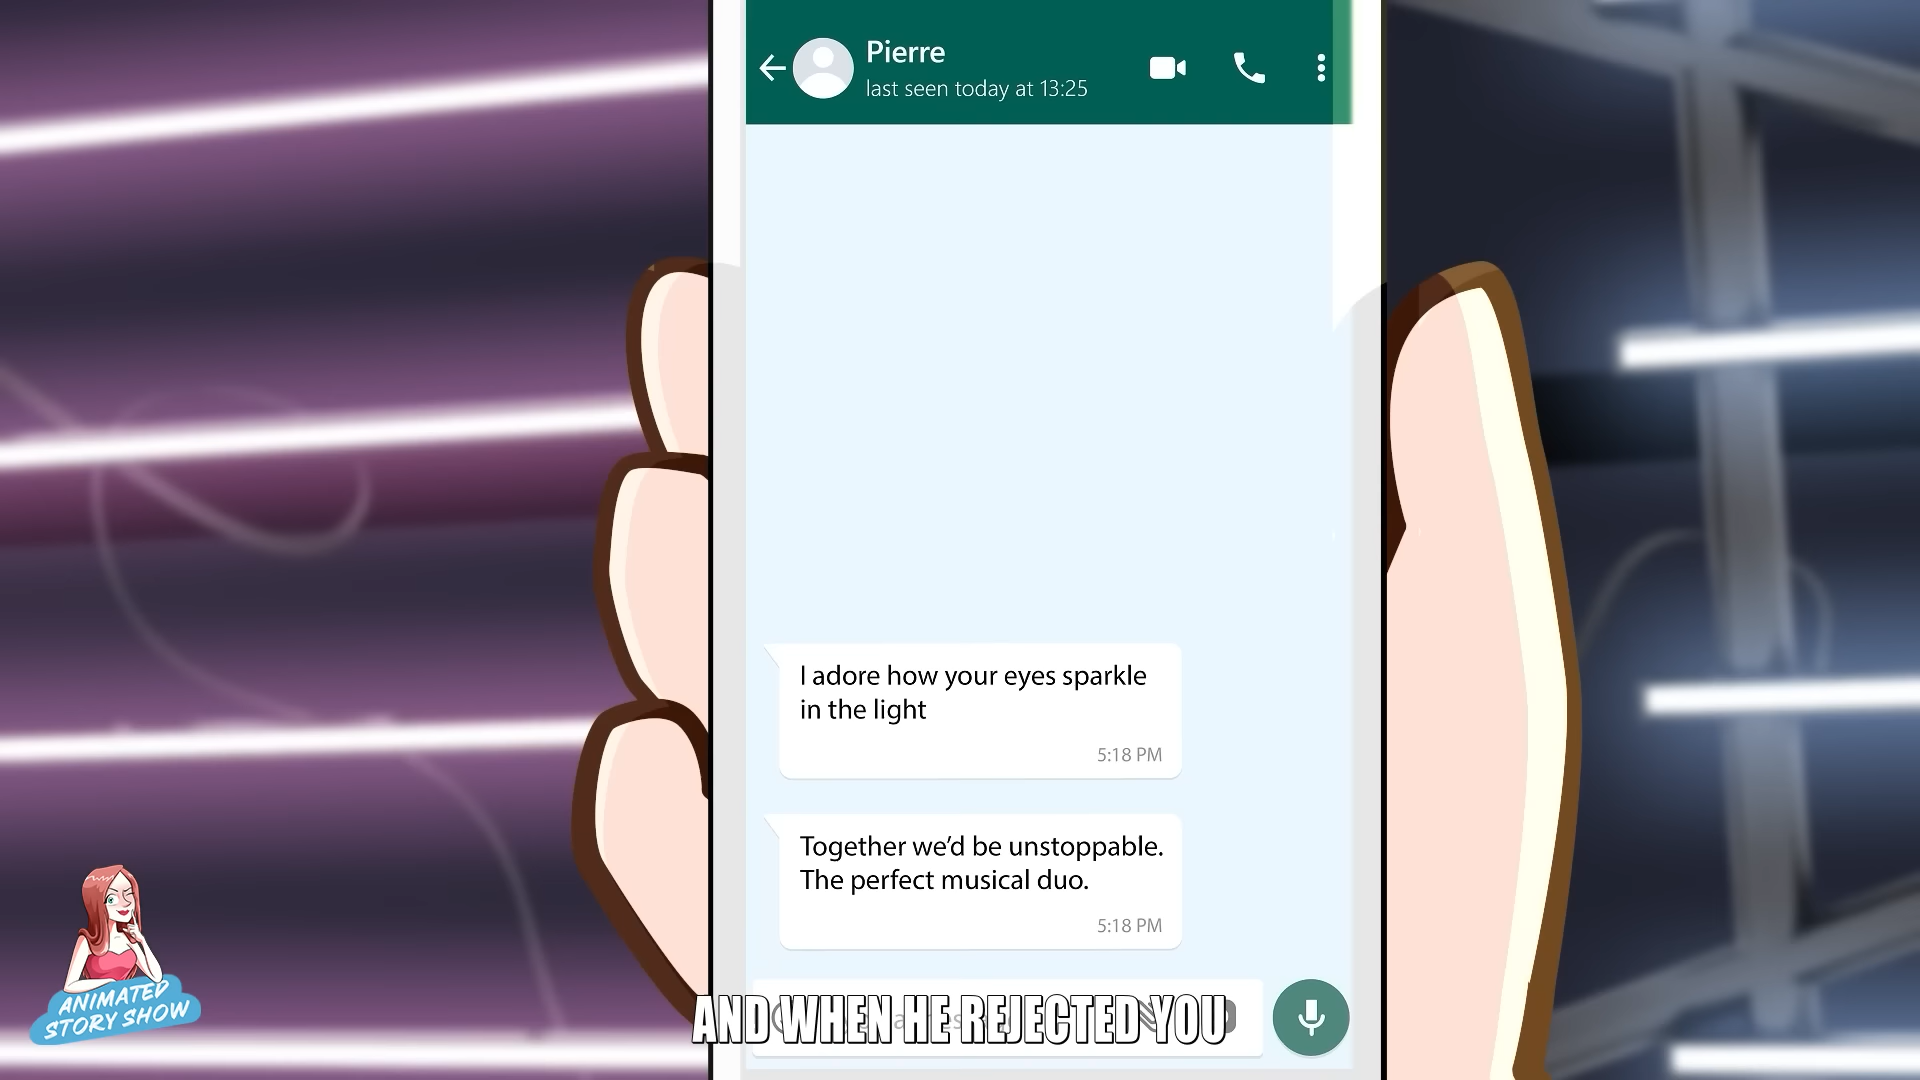 Pierre
last seen today at 13:25
I adore how your eyes sparkle
in the light
5:18 PM
Together we'd be unstoppable.
The perfect musical duo.
5:18 PM
AND WHEN HE REJECTED YOU
ANIMATED
STORY SHOW